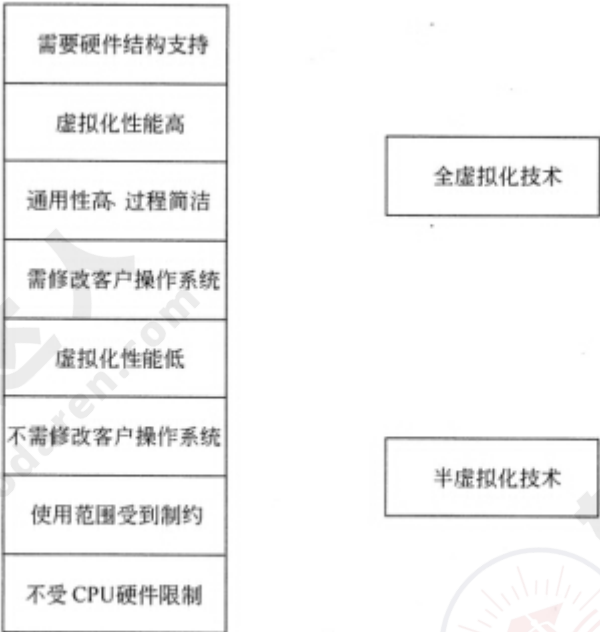 需要硬件结构支持
虚拟化性能高
通用性高、过程简洁
需修改客户操作系统
虚拟化性能低
不需修改客户操作系统
使用范围受到制约
不受CPU硬件限制
全虚拟化技术
半虚拟化技术